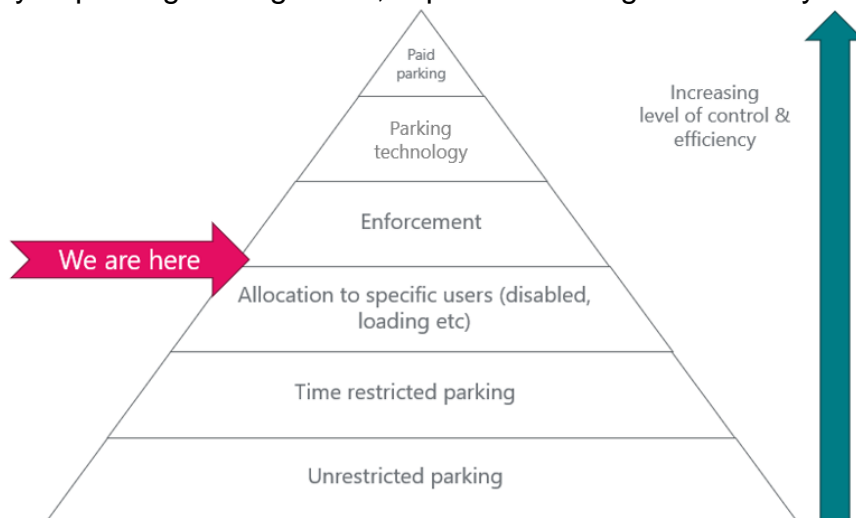 Paid
parking
Parking
technology
Increasing
level of control &
efficiency
Enforcement
We are here
Allocation to specific users (disabled,
loading etc)
Time restricted parking
Unrestricted parking